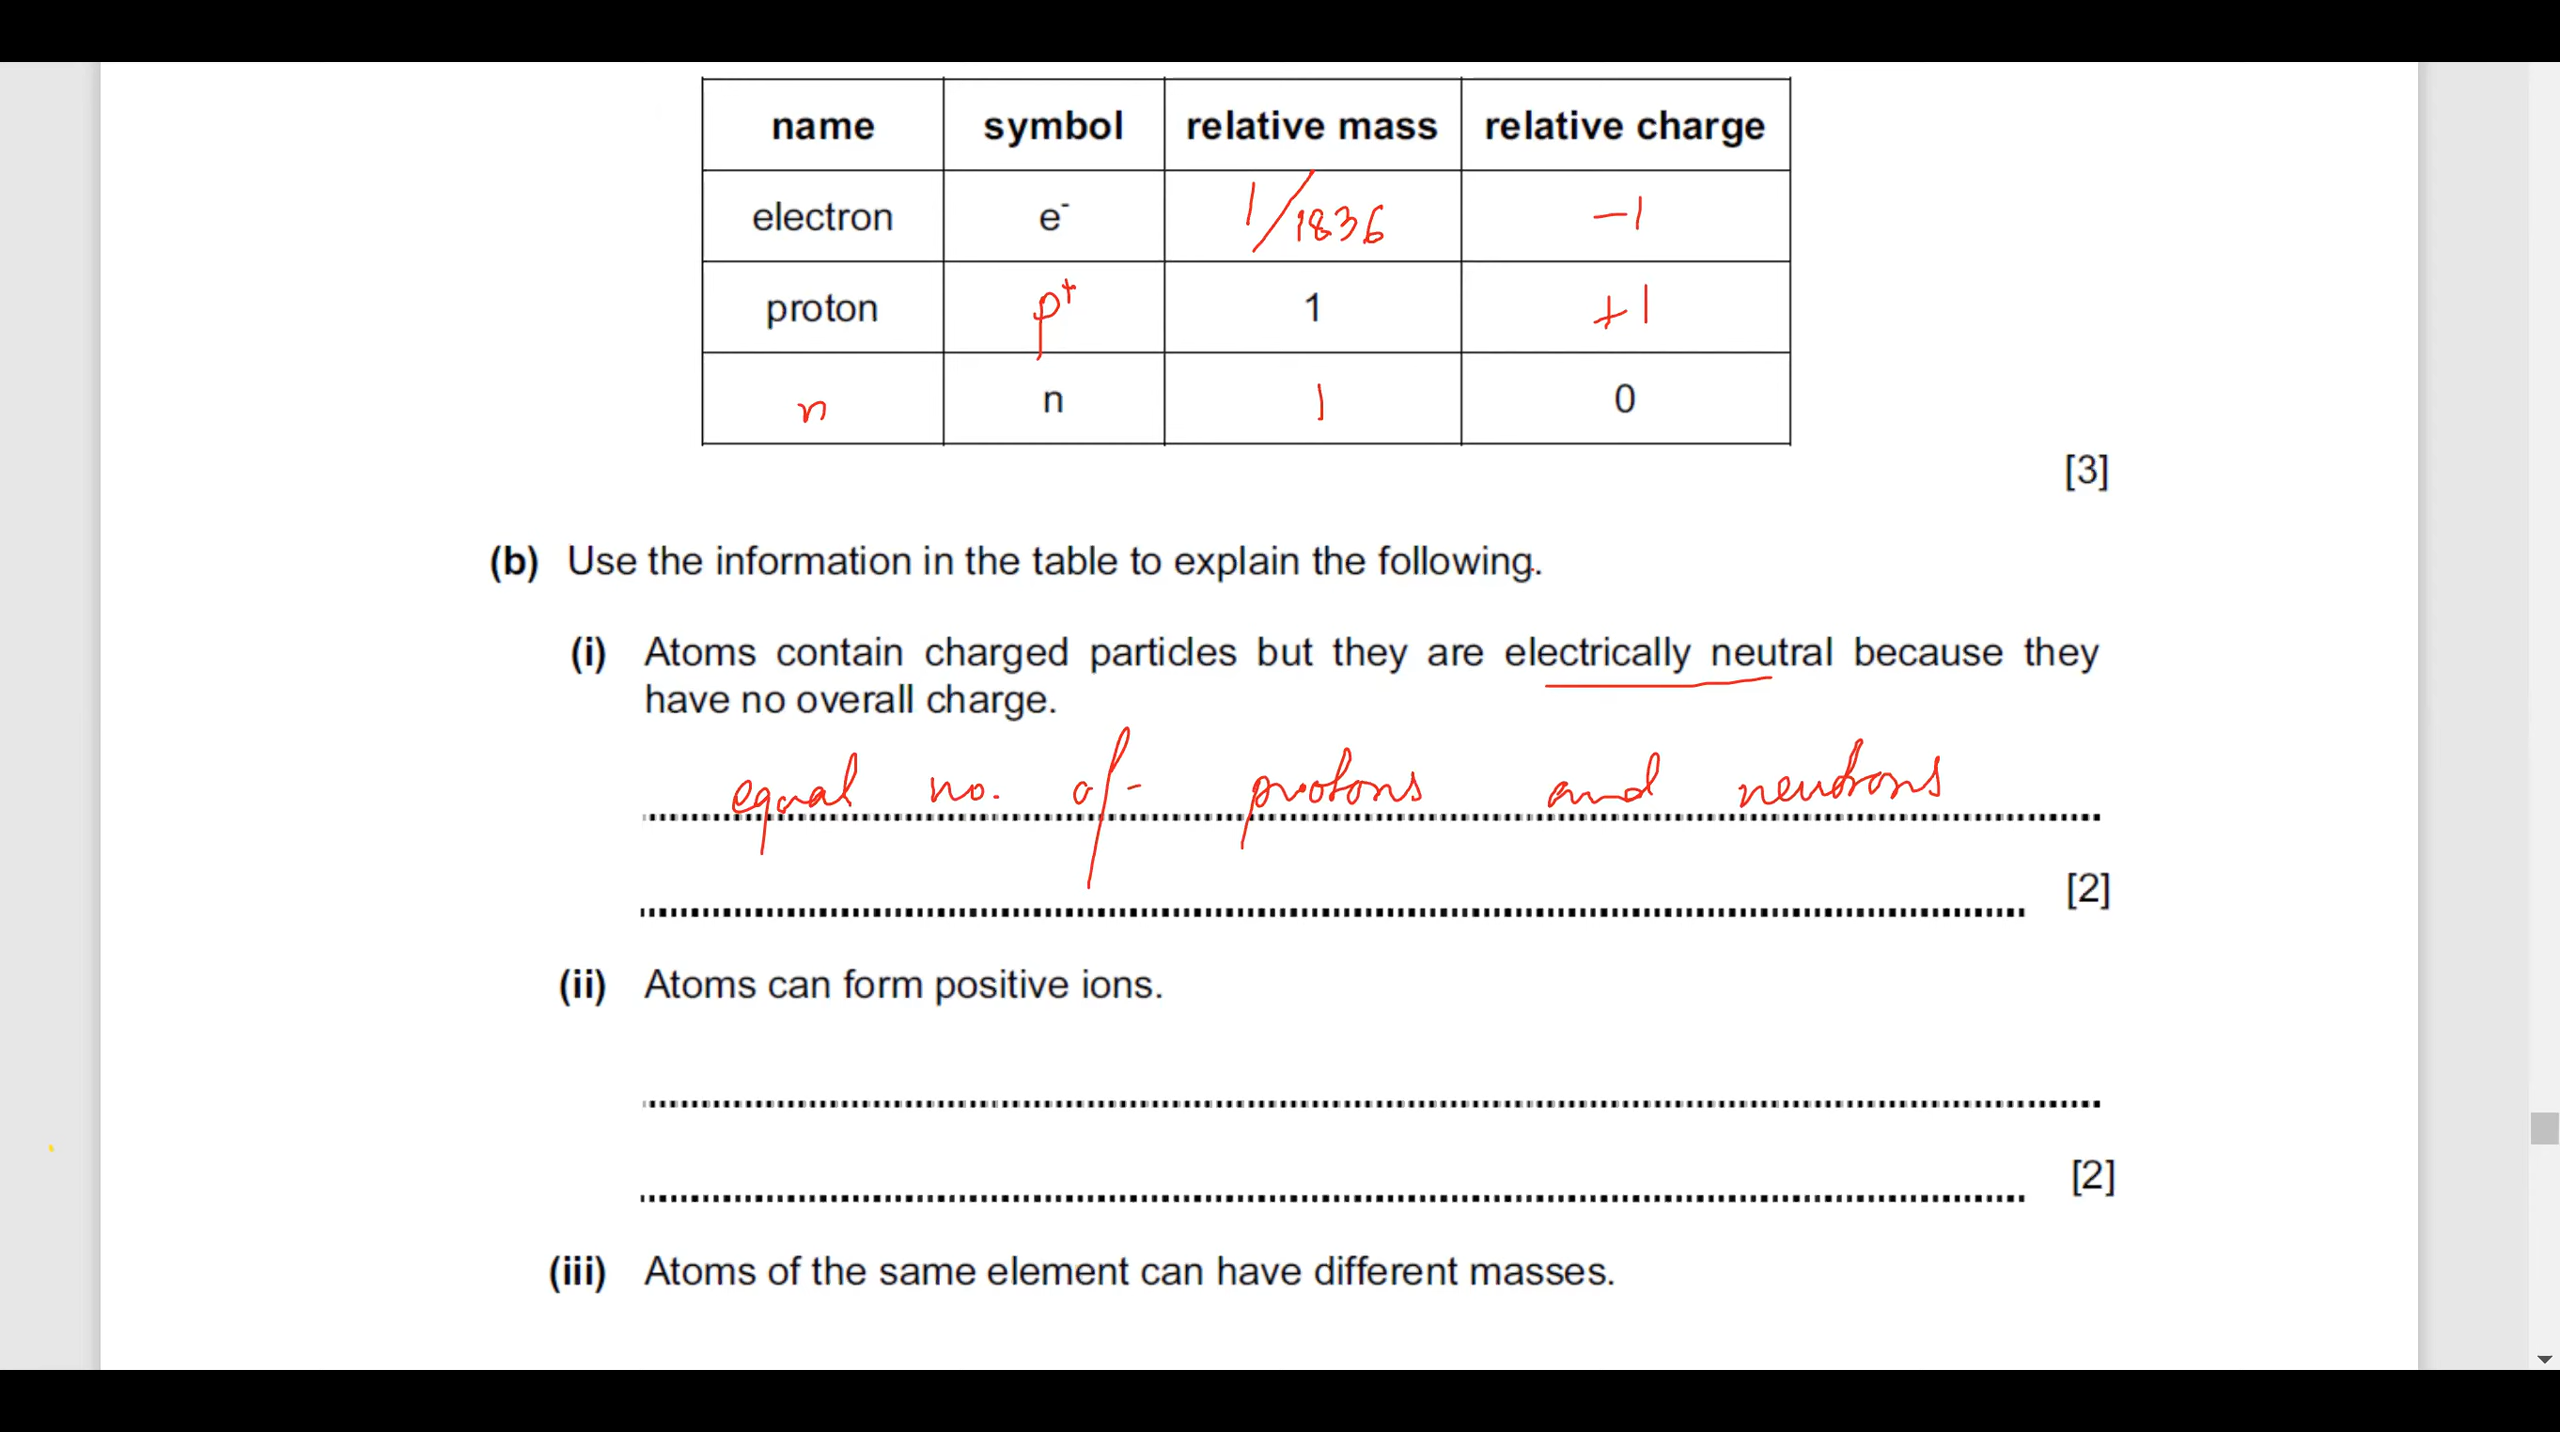 name symbol relative mass relative charge
electron e⁻ 1/1836 −1
proton p⁺ 1 +1
n n 1 0
[3]
(b) Use the information in the table to explain the following.
(i) Atoms contain charged particles but they are electrically neutral because they
have no overall charge.
equal no. of protons and neutrons
[2]
(ii) Atoms can form positive ions.
[2]
(iii) Atoms of the same element can have different masses.